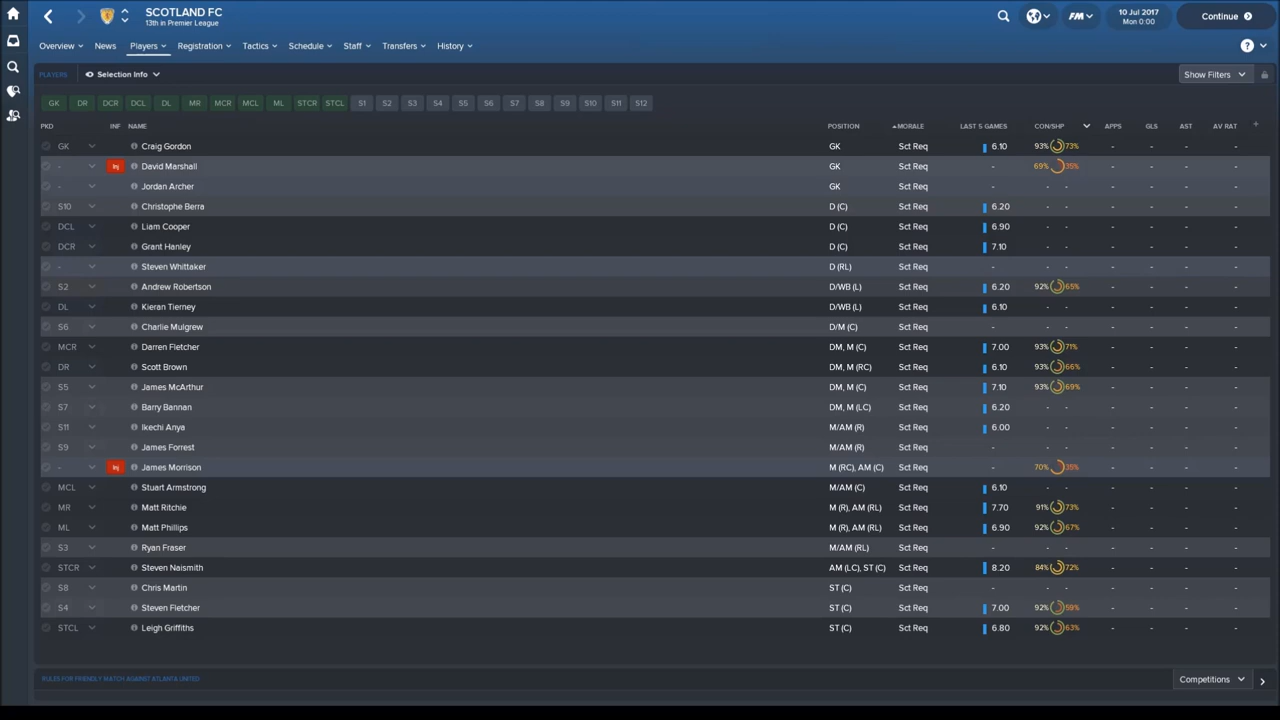 SCOTLAND FC
13th in Premier League
10 Jul 2017
Mon 0:00
FM
Continue
Overview News Players Registration Tactics Schedule Staff Transfers History
?
PLAYERS Selection Info Show Filters
GK DR DCR DCL DL MR MCR MCL ML STCR STCL S1 S2 S3 S4 S5 S6 S7 S8 S9 S10 S11 S12
PKD INF NAME POSITION MORALE LAST 5 GAMES CON/SHP APPS GLS AST AV RAT +
GK Craig Gordon GK Sct Req 6.10 93% 73% - - - -
- Inj David Marshall GK Sct Req - 69% 35% - - - -
- Jordan Archer GK Sct Req - - - - - - -
S10 Christophe Berra D (C) Sct Req 6.20 - - - - - -
DCL Liam Cooper D (C) Sct Req 6.90 - - - - - -
DCR Grant Hanley D (C) Sct Req 7.10 - - - - - -
- Steven Whittaker D (RL) Sct Req - - - - - - -
S2 Andrew Robertson D/WB (L) Sct Req 6.20 92% 65% - - - -
DL Kieran Tierney D/WB (L) Sct Req 6.10 - - - - - -
S6 Charlie Mulgrew D/M (C) Sct Req - - - - - - -
MCR Darren Fletcher DM, M (C) Sct Req 7.00 93% 71% - - - -
DR Scott Brown DM, M (RC) Sct Req 6.10 93% 66% - - - -
S5 James McArthur DM, M (C) Sct Req 7.10 93% 69% - - - -
S7 Barry Bannan DM, M (LC) Sct Req 6.20 - - - - - -
S11 Ikechi Anya M/AM (R) Sct Req 6.00 - - - - - -
S9 James Forrest M/AM (R) Sct Req - - - - - - -
- Inj James Morrison M (RC), AM (C) Sct Req - 70% 35% - - - -
MCL Stuart Armstrong M/AM (C) Sct Req 6.10 - - - - - -
MR Matt Ritchie M (R), AM (RL) Sct Req 7.70 91% 73% - - - -
ML Matt Phillips M (R), AM (RL) Sct Req 6.90 92% 67% - - - -
S3 Ryan Fraser M/AM (RL) Sct Req - - - - - - -
STCR Steven Naismith AM (LC), ST (C) Sct Req 8.20 84% 72% - - - -
S8 Chris Martin ST (C) Sct Req - - - - - - -
S4 Steven Fletcher ST (C) Sct Req 7.00 92% 59% - - - -
STCL Leigh Griffiths ST (C) Sct Req 6.80 92% 63% - - - -
RULES FOR FRIENDLY MATCH AGAINST ATLANTA UNITED Competitions